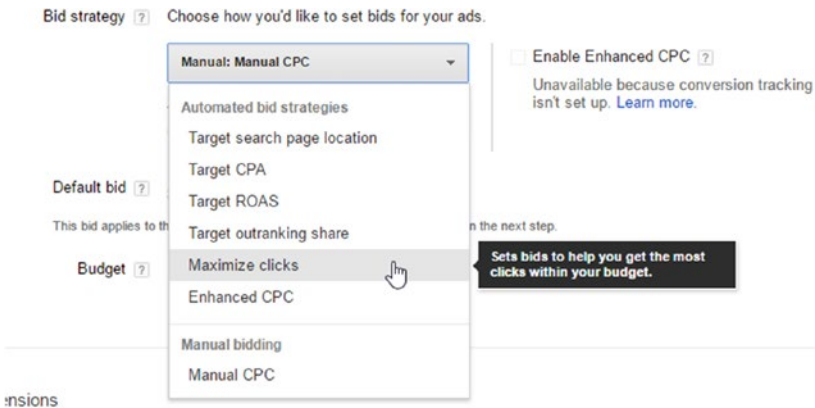 Bid strategy ? Choose how you'd like to set bids for your ads.
Manual: Manual CPC
Enable Enhanced CPC ?
Unavailable because conversion tracking
isn't set up. Learn more.
Automated bid strategies
Target search page location
Target CPA
Default bid ?
Target ROAS
This bid applies to th
Target outranking share
n the next step.
Budget ?
Maximize clicks
Sets bids to help you get the most
clicks within your budget.
Enhanced CPC
Manual bidding
Manual CPC
ensions